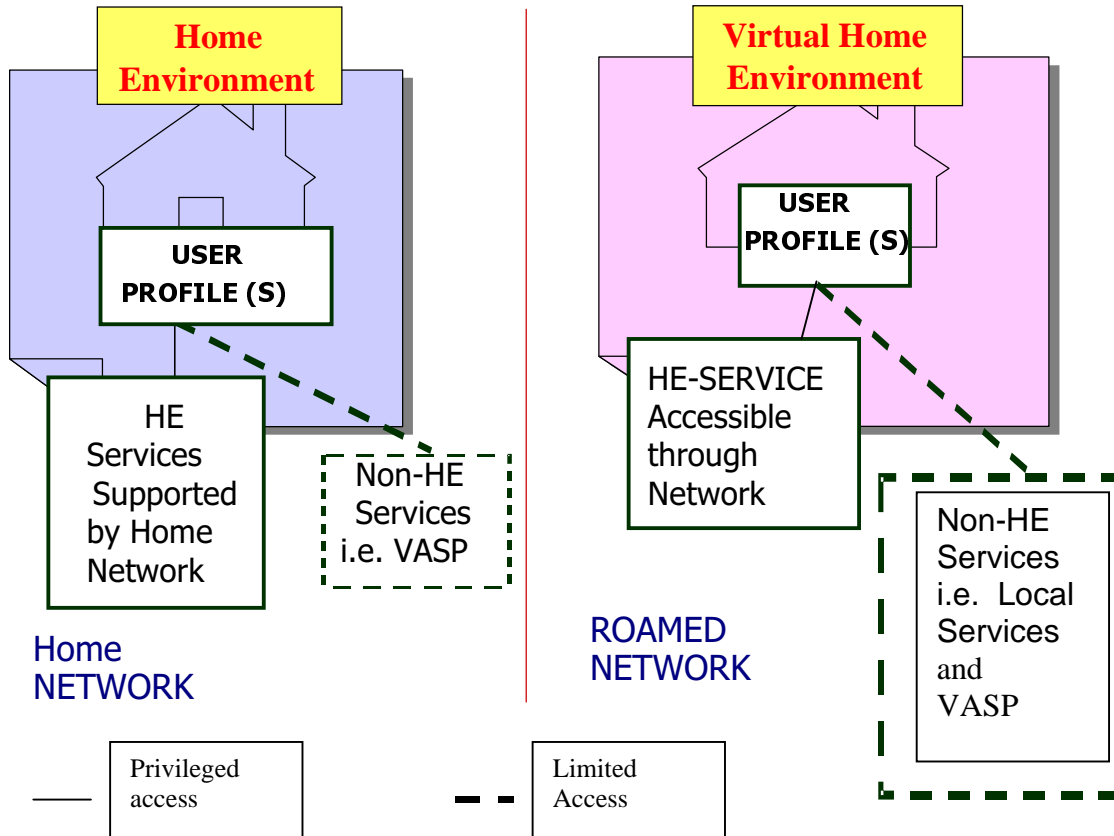 Home
Environment
USER
PROFILE (S)
HE
Services
Supported
by Home
Network
Non-HE
Services
i.e. VASP
Home
NETWORK
Virtual Home
Environment
USER
PROFILE (S)
HE-SERVICE
Accessible
through
Network
Non-HE
Services
i.e. Local
Services
and
VASP
ROAMED
NETWORK
Privileged
access
Limited
Access